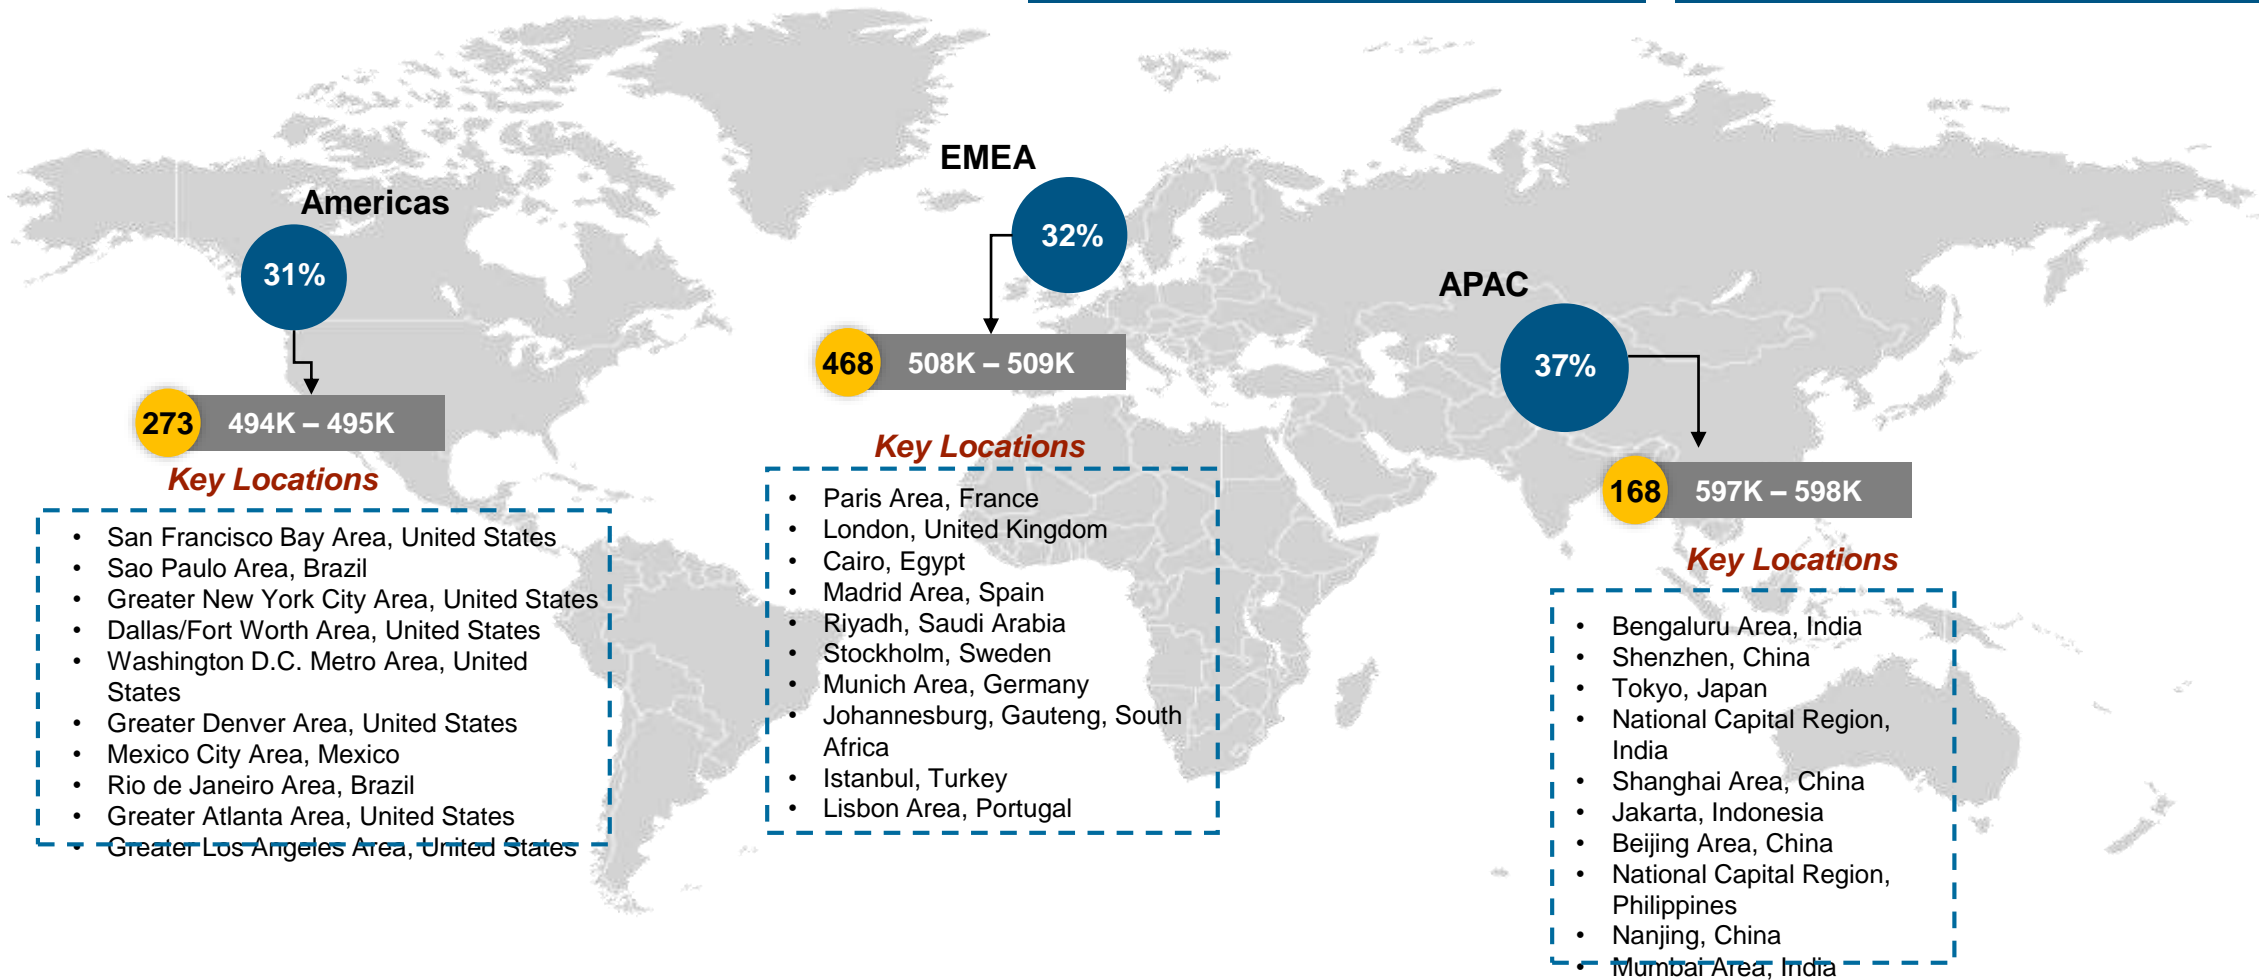 Americas
31%
273
494K – 495K
Key Locations
• San Francisco Bay Area, United States
• Sao Paulo Area, Brazil
• Greater New York City Area, United States
• Dallas/Fort Worth Area, United States
• Washington D.C. Metro Area, United
States
• Greater Denver Area, United States
• Mexico City Area, Mexico
• Rio de Janeiro Area, Brazil
• Greater Atlanta Area, United States
• Greater Los Angeles Area, United States
EMEA
32%
468
508K – 509K
Key Locations
• Paris Area, France
• London, United Kingdom
• Cairo, Egypt
• Madrid Area, Spain
• Riyadh, Saudi Arabia
• Stockholm, Sweden
• Munich Area, Germany
• Johannesburg, Gauteng, South
Africa
• Istanbul, Turkey
• Lisbon Area, Portugal
APAC
37%
168
597K – 598K
Key Locations
• Bengaluru Area, India
• Shenzhen, China
• Tokyo, Japan
• National Capital Region,
India
• Shanghai Area, China
• Jakarta, Indonesia
• Beijing Area, China
• National Capital Region,
Philippines
• Nanjing, China
• Mumbai Area, India